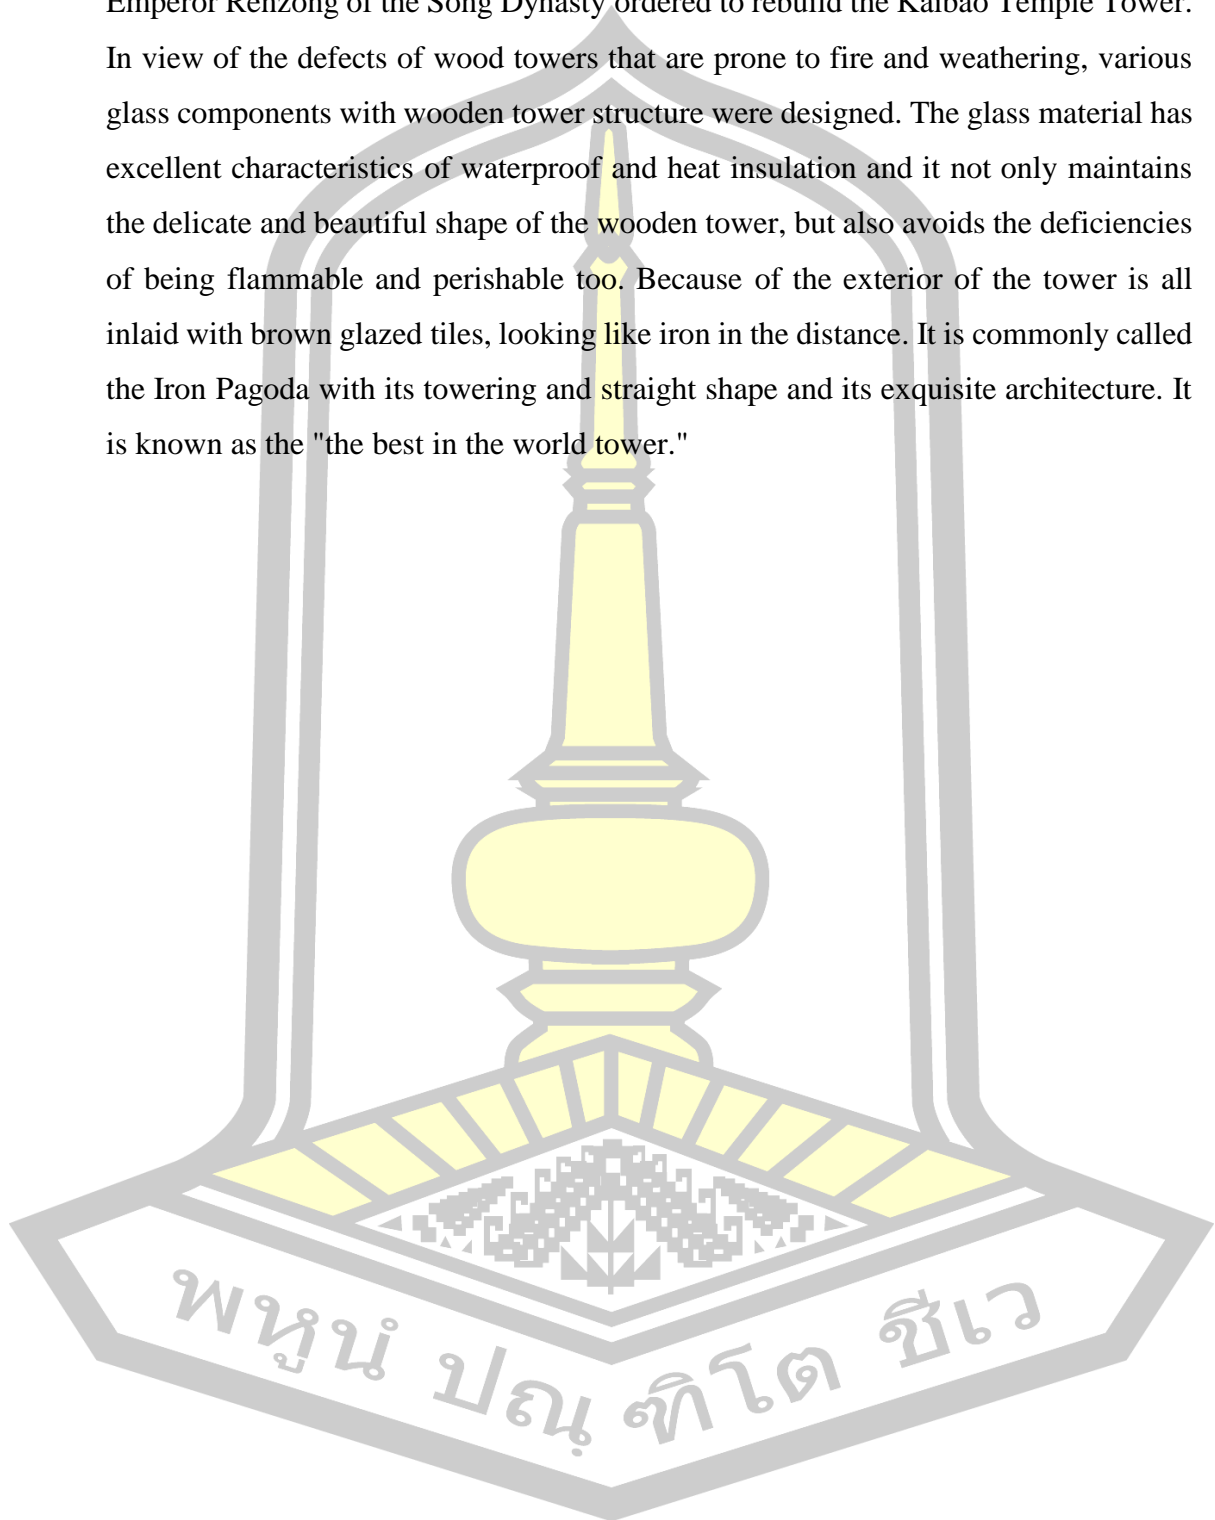 Emperor Renzong of the Song Dynasty ordered to rebuild the Kaibao Temple Tower.
In view of the defects of wood towers that are prone to fire and weathering, various
glass components with wooden tower structure were designed. The glass material has
excellent characteristics of waterproof and heat insulation and it not only maintains
the delicate and beautiful shape of the wooden tower, but also avoids the deficiencies
of being flammable and perishable too. Because of the exterior of the tower is all
inlaid with brown glazed tiles, looking like iron in the distance. It is commonly called
the Iron Pagoda with its towering and straight shape and its exquisite architecture. It
is known as the "the best in the world tower."
พหูนํ ปณฺฑิโต ชีเว